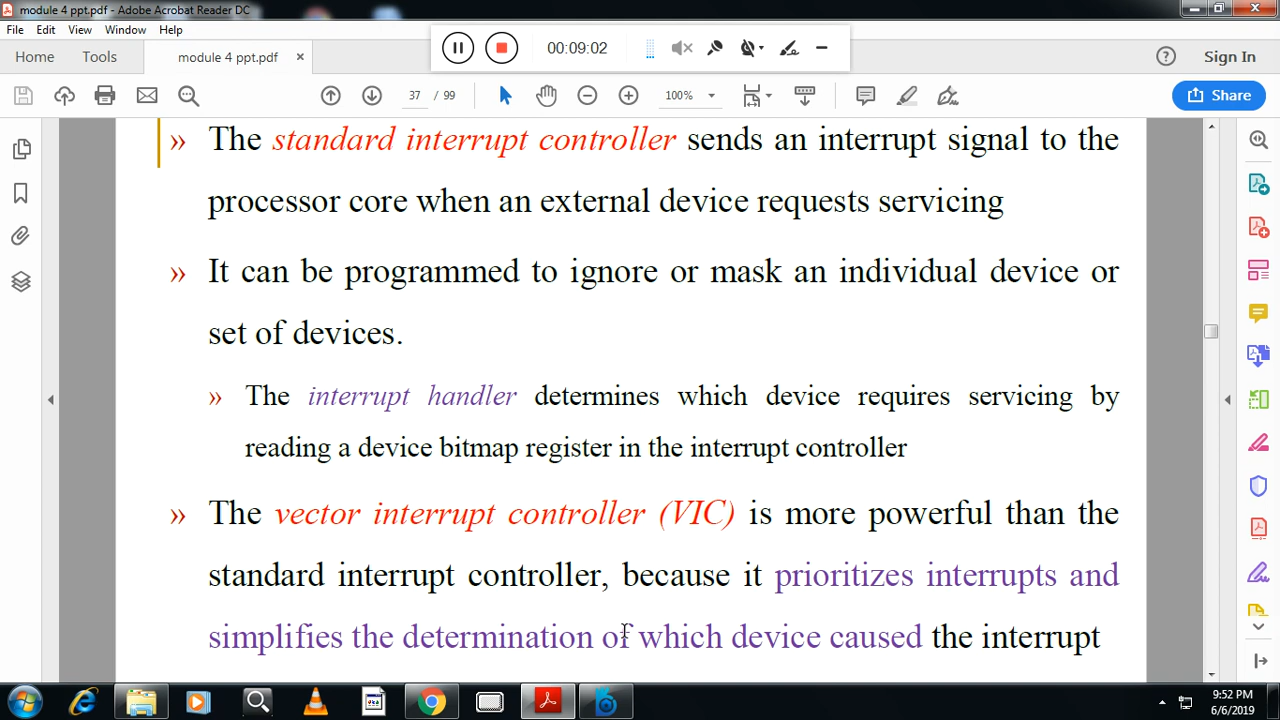 module 4 ppt.pdf - Adobe Acrobat Reader DC
File Edit View Window Help
Home Tools module 4 ppt.pdf × 00:09:02 Sign In
37 / 99 100% Share
» The standard interrupt controller sends an interrupt signal to the
processor core when an external device requests servicing
» It can be programmed to ignore or mask an individual device or
set of devices.
» The interrupt handler determines which device requires servicing by
reading a device bitmap register in the interrupt controller
» The vector interrupt controller (VIC) is more powerful than the
standard interrupt controller, because it prioritizes interrupts and
simplifies the determination of which device caused the interrupt
9:52 PM
6/6/2019